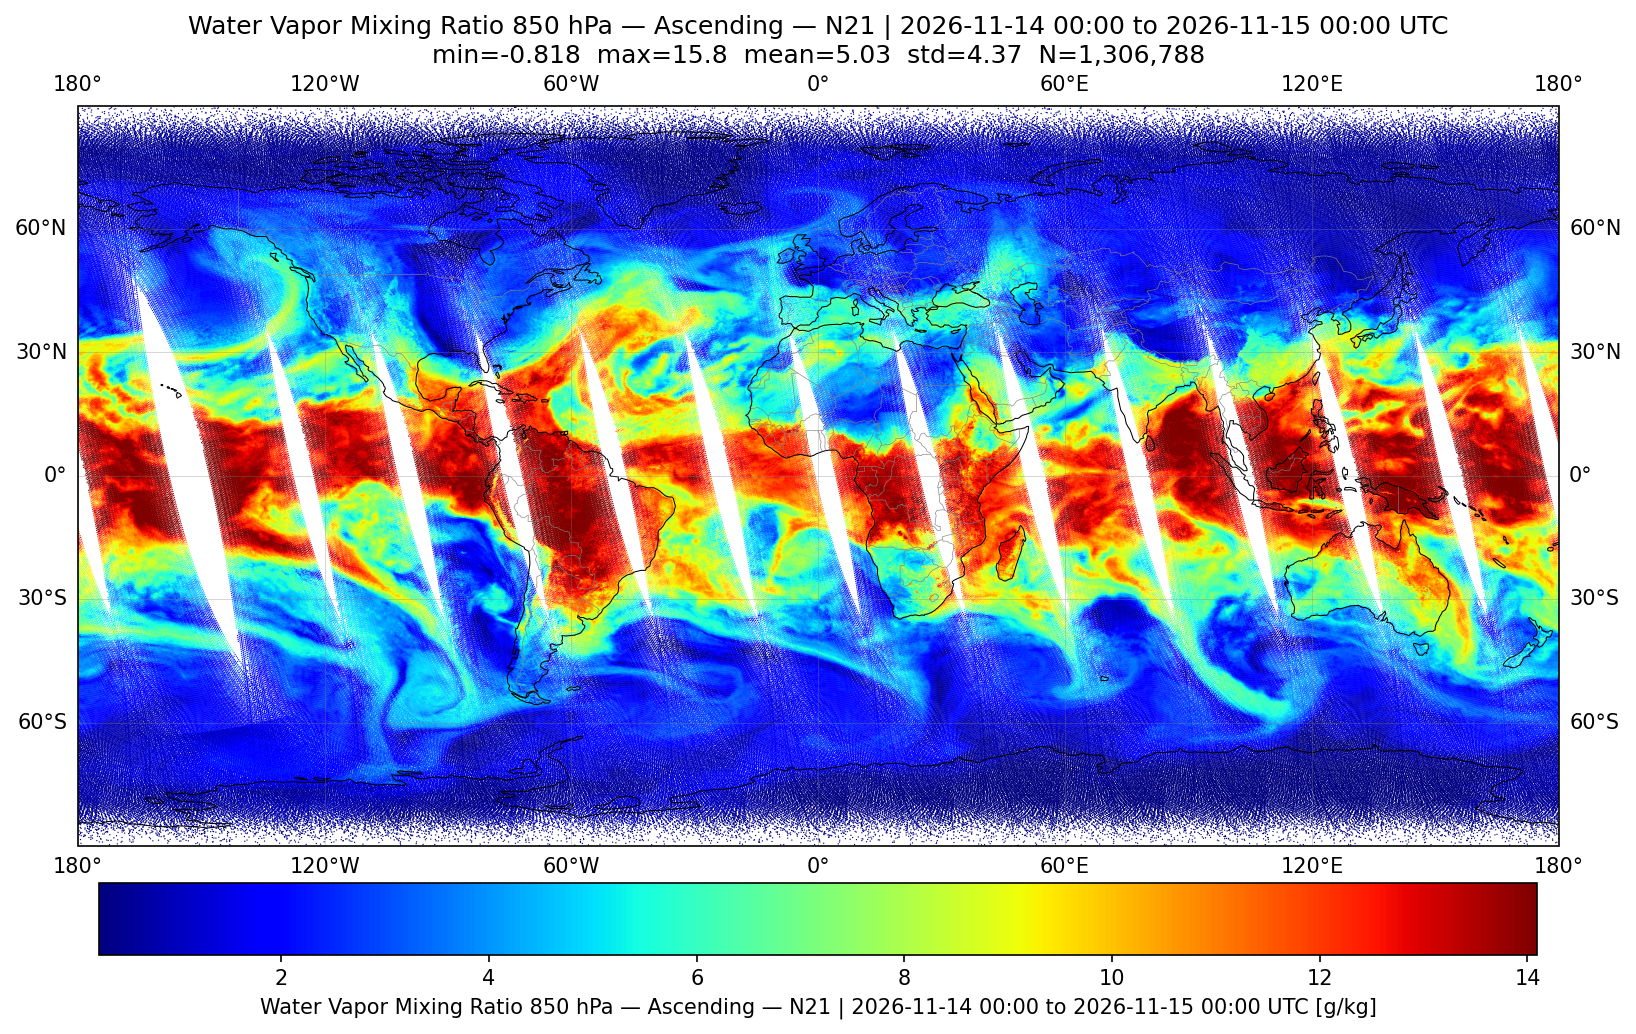 Water Vapor Mixing Ratio 850 hPa — Ascending — N21 | 2026-11-14 00:00 to 2026-11-15 00:00 UTC
min=-0.818 max=15.8 mean=5.03 std=4.37 N=1,306,788
180° 120°W 60°W 0° 60°E 120°E 180°
60°N 60°N
30°N 30°N
0° 0°
30°S 30°S
60°S 60°S
180° 120°W 60°W 0° 60°E 120°E 180°
2 4 6 8 10 12 14
Water Vapor Mixing Ratio 850 hPa — Ascending — N21 | 2026-11-14 00:00 to 2026-11-15 00:00 UTC [g/kg]